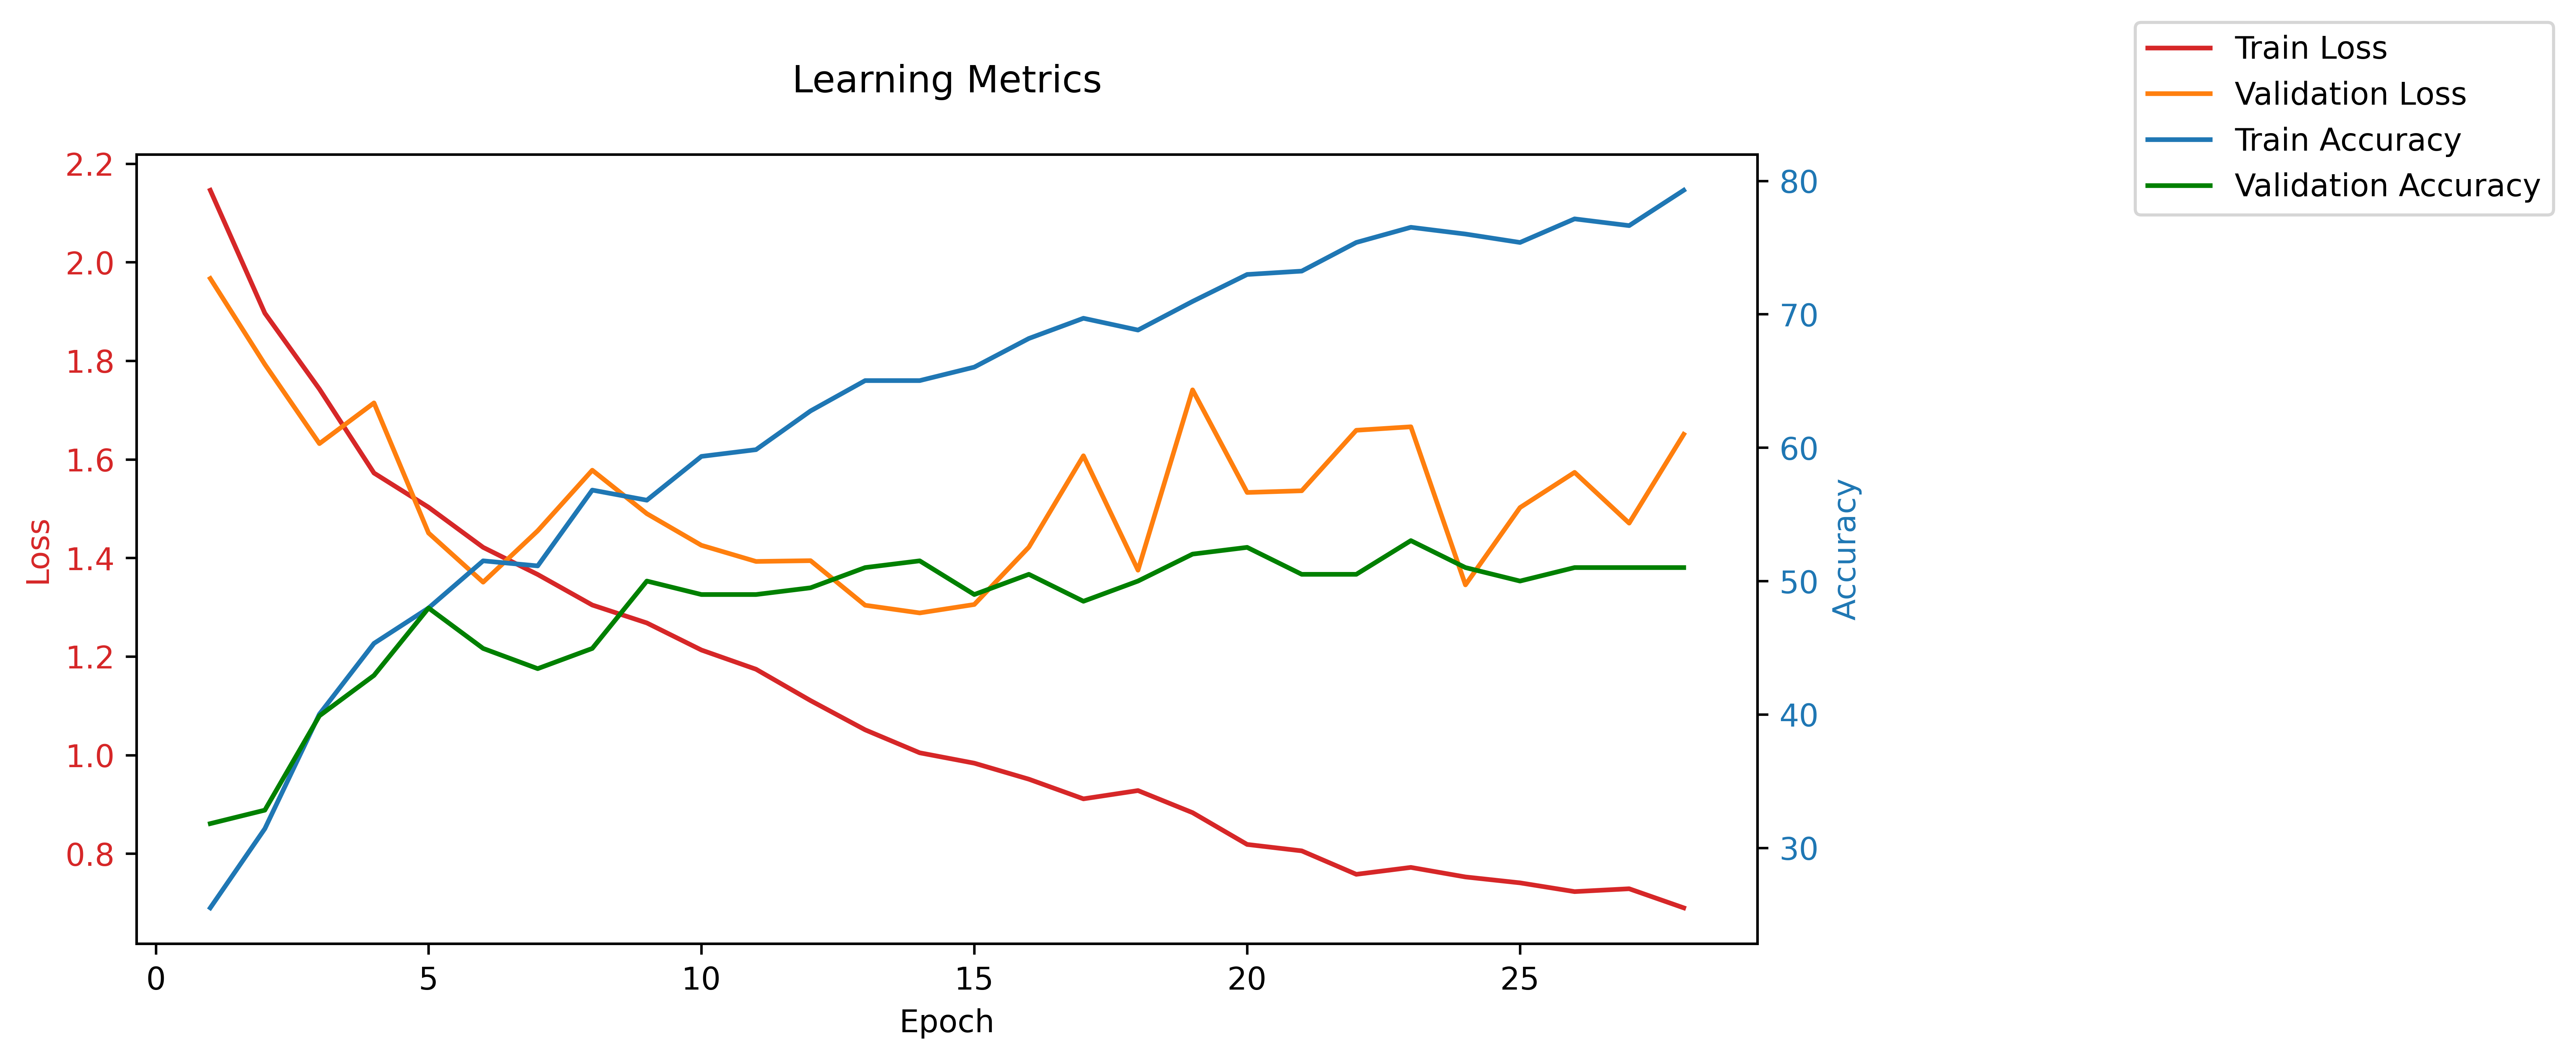 Learning Metrics
Train Loss
Validation Loss
Train Accuracy
Validation Accuracy
2.2
2.0
1.8
1.6
1.4
1.2
1.0
0.8
Loss
80
70
60
50
40
30
Accuracy
0 5 10 15 20 25
Epoch